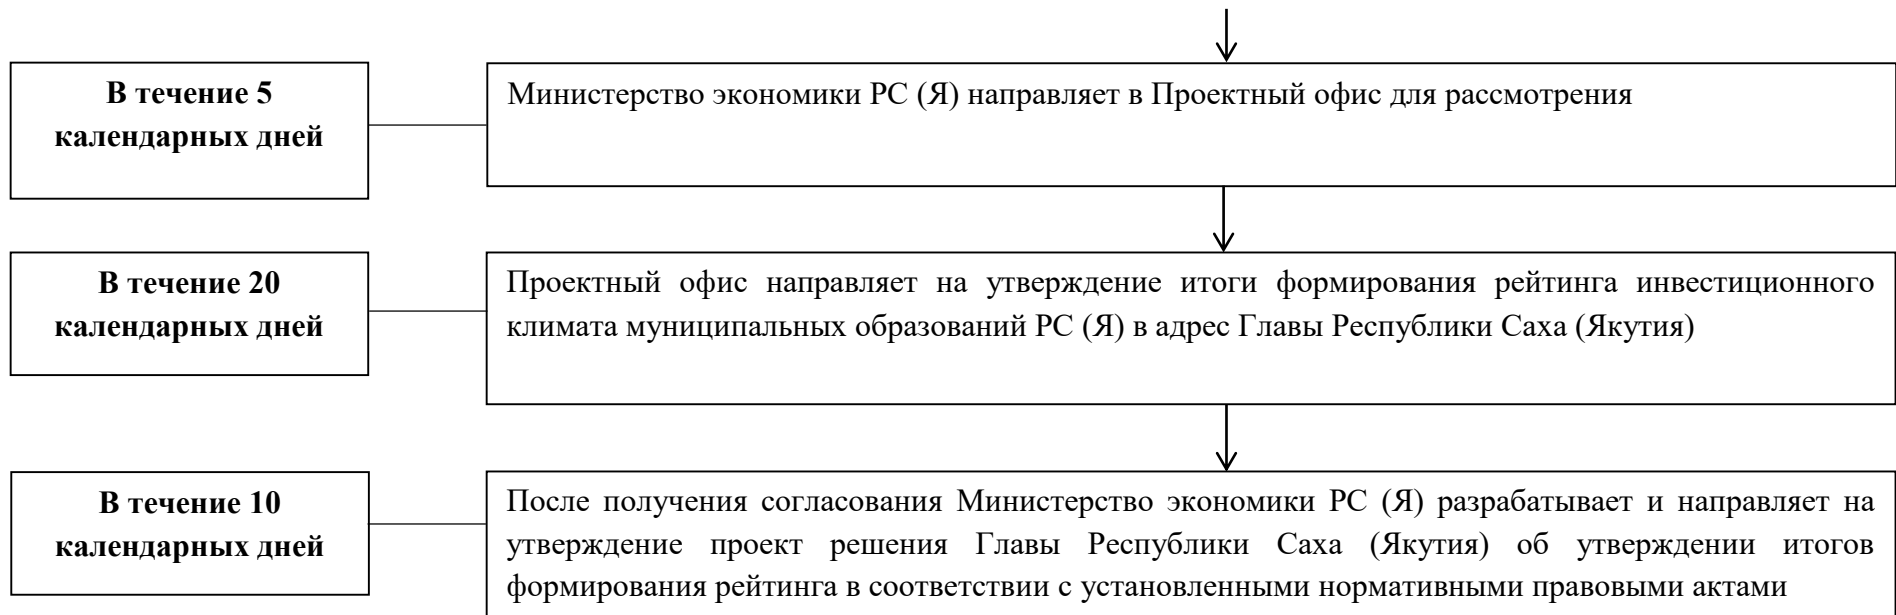 В течение 5
календарных дней
Министерство экономики РС (Я) направляет в Проектный офис для рассмотрения
В течение 20
календарных дней
Проектный офис направляет на утверждение итоги формирования рейтинга инвестиционного
климата муниципальных образований РС (Я) в адрес Главы Республики Саха (Якутия)
В течение 10
календарных дней
После получения согласования Министерство экономики РС (Я) разрабатывает и направляет на
утверждение проект решения Главы Республики Саха (Якутия) об утверждении итогов
формирования рейтинга в соответствии с установленными нормативными правовыми актами